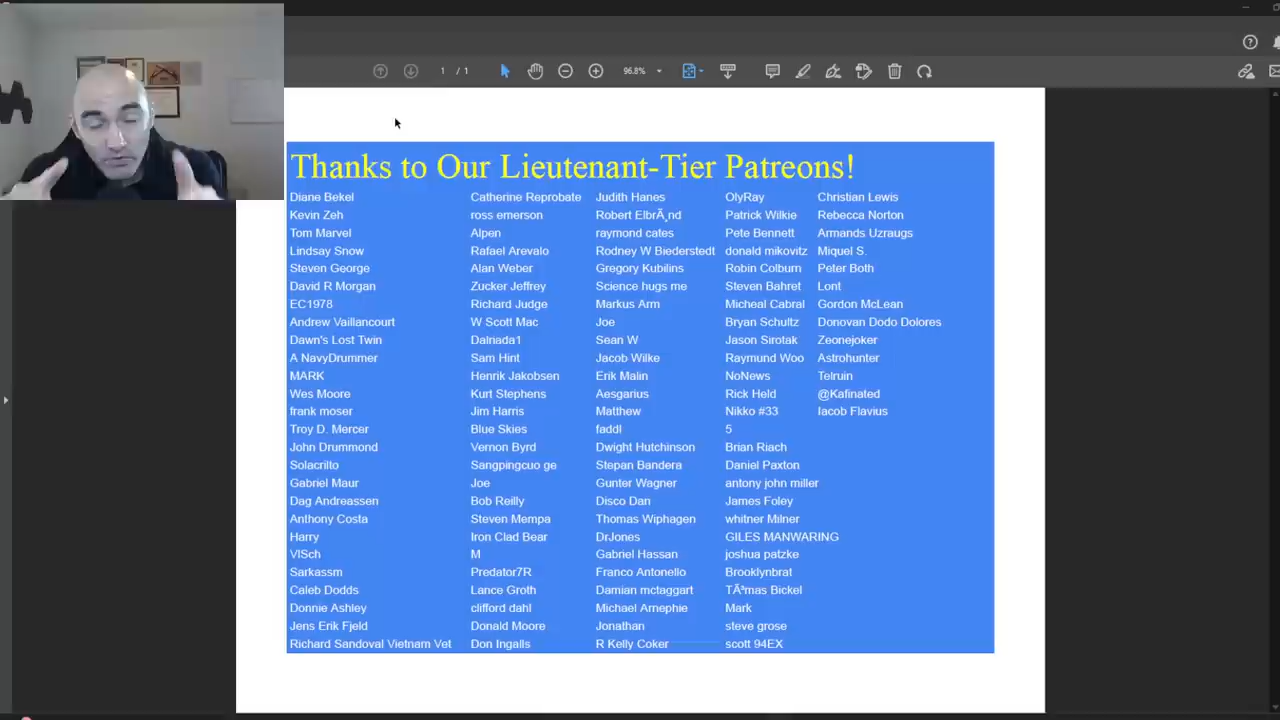 1 / 1
96.8%
Thanks to Our Lieutenant-Tier Patreons!
Diane Bekel Catherine Reprobate Judith Hanes OlyRay Christian Lewis
Kevin Zeh ross emerson Robert ElbrÃ¸nd Patrick Wilkie Rebecca Norton
Tom Marvel Alpen raymond cates Pete Bennett Armands Uzraugs
Lindsay Snow Rafael Arevalo Rodney W Biederstedt donald mikovitz Miquel S.
Steven George Alan Weber Gregory Kubilins Robin Colburn Peter Both
David R Morgan Zucker Jeffrey Science hugs me Steven Bahret Lont
EC1978 Richard Judge Markus Arm Micheal Cabral Gordon McLean
Andrew Vaillancourt W Scott Mac Joe Bryan Schultz Donovan Dodo Dolores
Dawn's Lost Twin Dalriada1 Sean W Jason Sirotak Zeonejoker
A NavyDrummer Sam Hint Jacob Wilke Raymund Woo Astrohunter
MARK Henrik Jakobsen Erik Malin NoNews Telruin
Wes Moore Kurt Stephens Aesgarius Rick Held @Kafinated
frank moser Jim Harris Matthew Nikko #33 Iacob Flavius
Troy D. Mercer Blue Skies faddl 5
John Drummond Vernon Byrd Dwight Hutchinson Brian Riach
Solacrito Sangpingcuo ge Stepan Bandera Daniel Paxton
Gabriel Maur Joe Gunter Wagner antony john miller
Dag Andreassen Bob Reilly Disco Dan James Foley
Anthony Costa Steven Mempa Thomas Wiphagen whitner Milner
Harry Iron Clad Bear DrJones GILES MANWARING
VISch M Gabriel Hassan joshua patzke
Sarkassm Predator7R Franco Antonello Brooklynbrat
Caleb Dodds Lance Groth Damian mctaggart TÃ³mas Bickel
Donnie Ashley clifford dahl Michael Arnephie Mark
Jens Erik Fjeld Donald Moore Jonathan steve grose
Richard Sandoval Vietnam Vet Don Ingalls R Kelly Coker scott 94EX